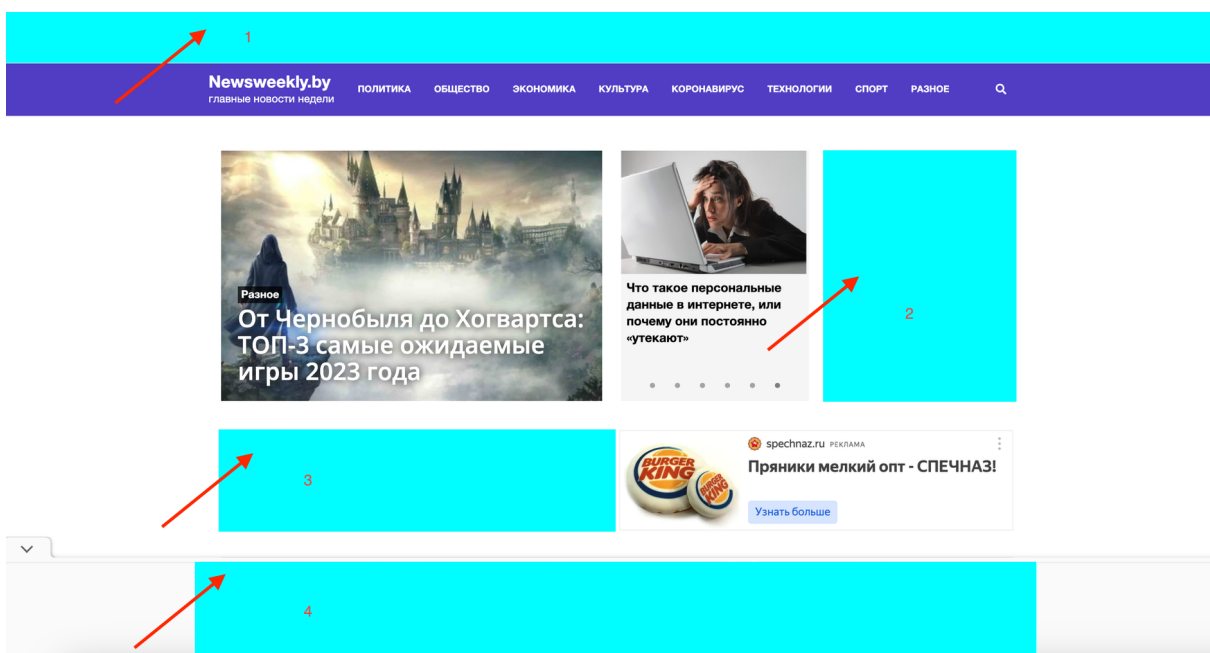 1
Newsweekly.by
главные новости недели
ПОЛИТИКА ОБЩЕСТВО ЭКОНОМИКА КУЛЬТУРА КОРОНАВИРУС ТЕХНОЛОГИИ СПОРТ РАЗНОЕ
Разное
От Чернобыля до Хогвартса:
ТОП-3 самые ожидаемые
игры 2023 года
Что такое персональные
данные в интернете, или
почему они постоянно
«утекают»
2
3
BURGER
KING
BURGER
KING
spechnaz.ru РЕКЛАМА
Пряники мелкий опт - СПЕЧНАЗ!
Узнать больше
4